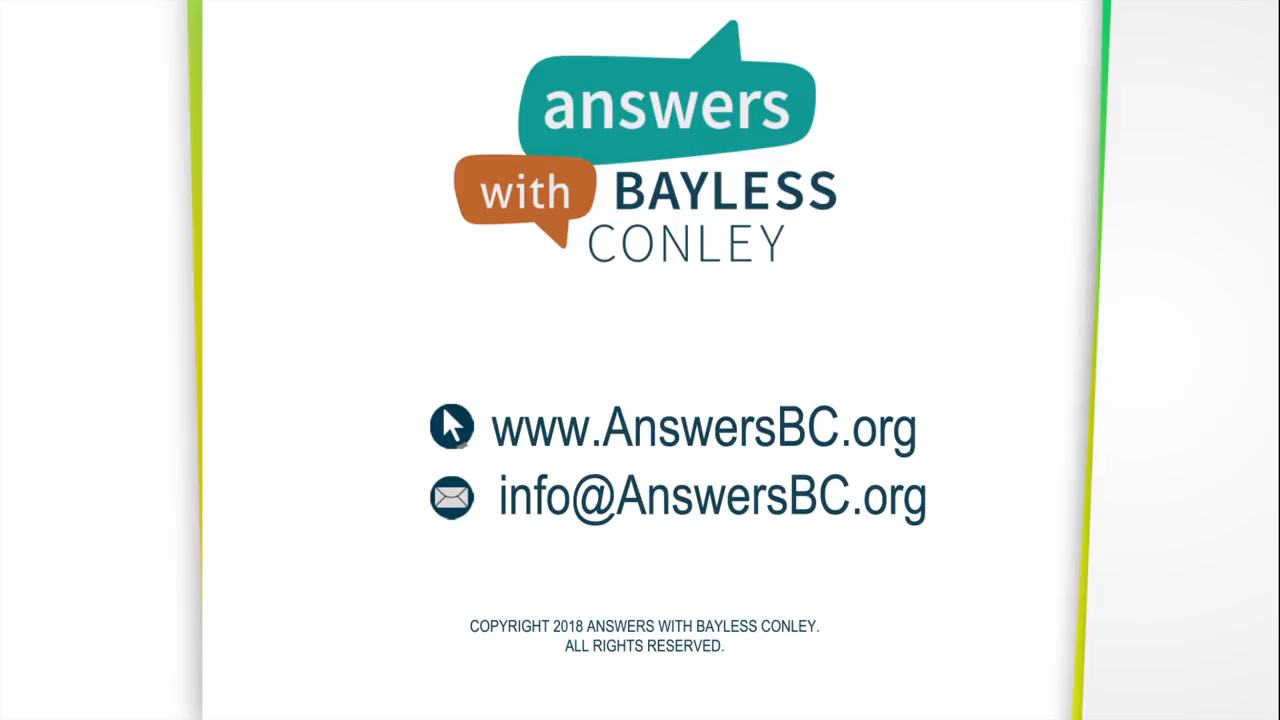 answers
with BAYLESS
CONLEY
www.AnswersBC.org
info@AnswersBC.org
COPYRIGHT 2018 ANSWERS WITH BAYLESS CONLEY.
ALL RIGHTS RESERVED.